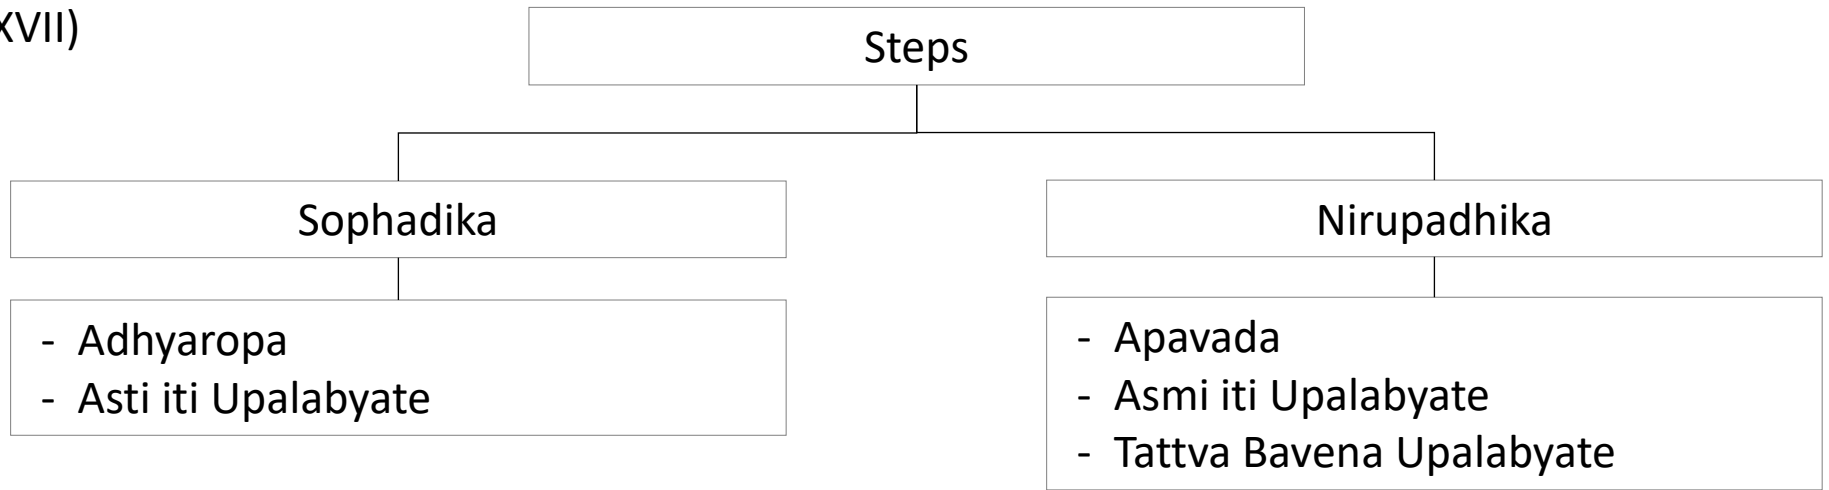 XVII)
Steps
Sophadika
Nirupadhika
- Adhyaropa
- Asti iti Upalabyate
- Apavada
- Asmi iti Upalabyate
- Tattva Bavena Upalabyate